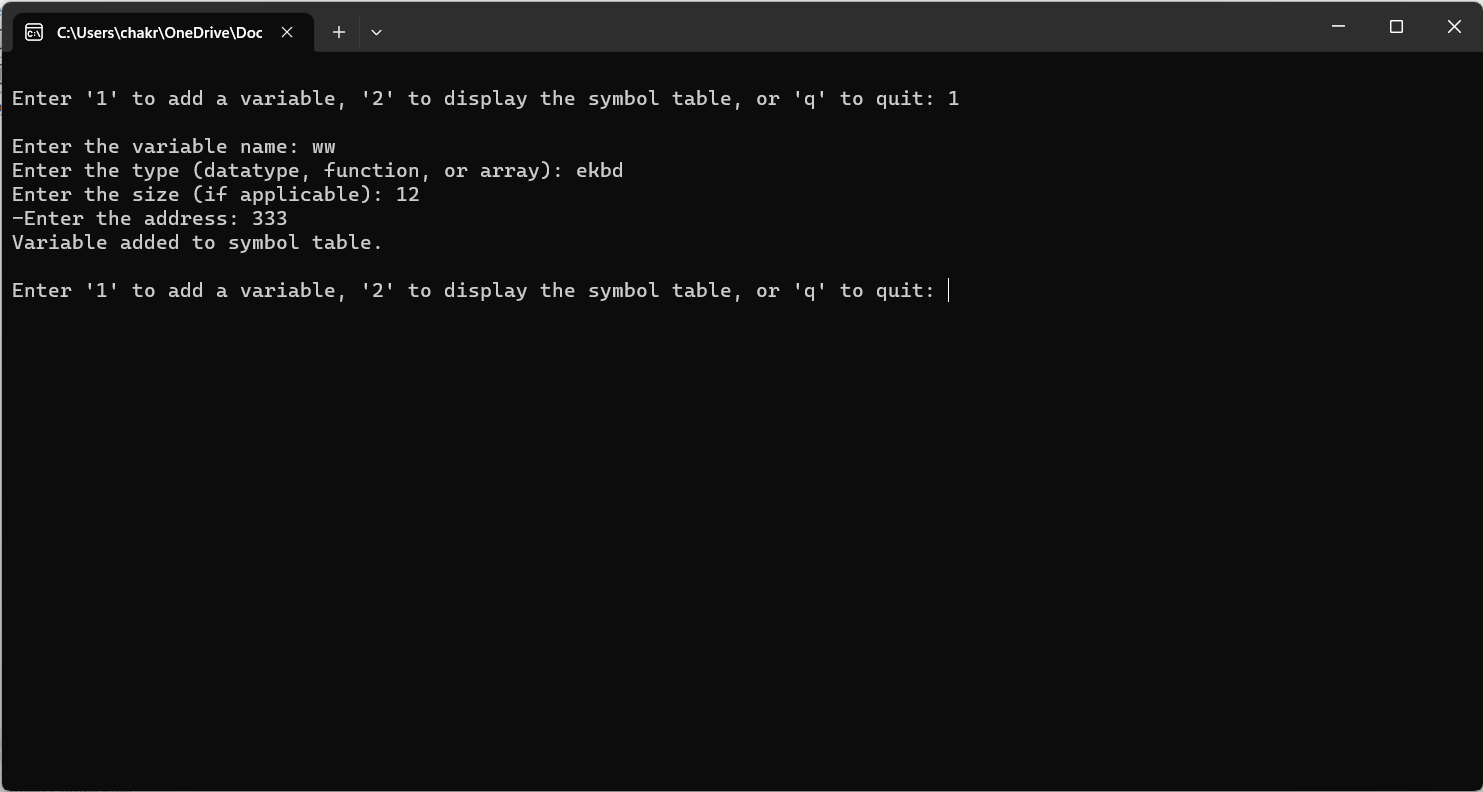 C:\Users\chakr\OneDrive\Doc
Enter '1' to add a variable, '2' to display the symbol table, or 'q' to quit: 1
Enter the variable name: ww
Enter the type (datatype, function, or array): ekbd
Enter the size (if applicable): 12
-Enter the address: 333
Variable added to symbol table.
Enter '1' to add a variable, '2' to display the symbol table, or 'q' to quit: